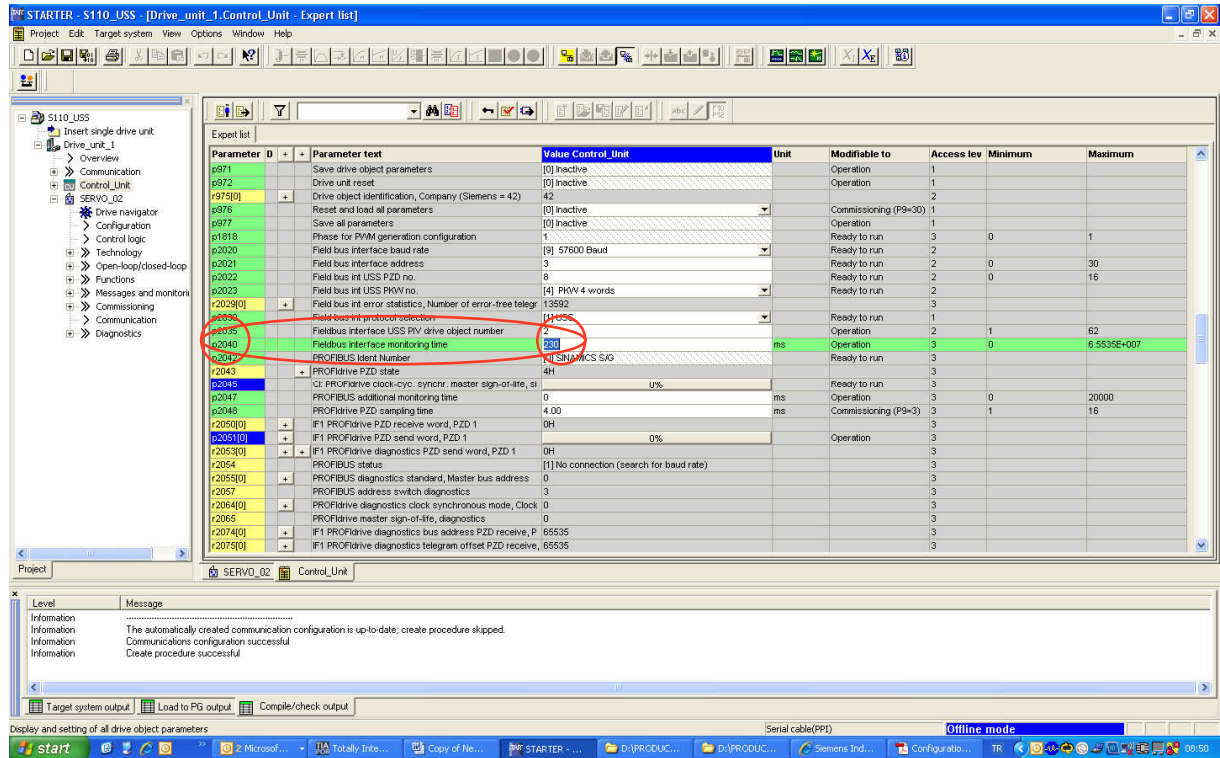 STARTER - S110_USS - [Drive_unit_1.Control_Unit - Expert list]
Project Edit Target system View Options Window Help
S110_USS
Insert single drive unit
Drive_unit_1
Overview
Communication
Control_Unit
SERVO_02
Drive navigator
Configuration
Control logic
Technology
Open-loop/closed-loop
Functions
Messages and monitori
Commissioning
Communication
Diagnostics
Project
Expert list
Parameter D + + Parameter text Value Control_Unit Unit Modifiable to Access lev Minimum Maximum
p971 Save drive object parameters [0] Inactive Operation 1
p972 Drive unit reset [0] Inactive Operation 1
r975[0] + Drive object identification, Company (Siemens = 42) 42 2
p976 Reset and load all parameters [0] Inactive Commissioning (P9=30) 1
p977 Save all parameters [0] Inactive Operation 1
p1818 Phase for PWM generation configuration 1 Ready to run 3 0 1
p2020 Field bus interface baud rate [9] 57600 Baud Ready to run 2
p2021 Field bus interface address 3 Ready to run 2 0 30
p2022 Field bus int USS PZD no. 8 Ready to run 2 0 16
p2023 Field bus int USS PKW no. [4] PKW 4 words Ready to run 2
r2029[0] + Field bus int error statistics, Number of error-free telegr 13592 3
p2030 Field bus int protocol selection [1] USS Ready to run 1
p2035 Fieldbus interface USS PIV drive object number 2 Operation 2 1 62
p2040 Fieldbus interface monitoring time 230 ms Operation 3 0 6.5535E+007
p2042 PROFIBUS Ident Number [0] SINAMICS S/G Ready to run 3
r2043 + PROFIdrive PZD state 4H 3
p2045 CI: PROFIdrive clock-cyc. synchr. master sign-of-life, si 0% Ready to run 3
p2047 PROFIBUS additional monitoring time 0 ms Operation 3 0 20000
p2048 PROFIdrive PZD sampling time 4.00 ms Commissioning (P9=3) 3 1 16
r2050[0] + IF1 PROFIdrive PZD receive word, PZD 1 0H 3
p2051[0] + IF1 PROFIdrive PZD send word, PZD 1 0% Operation 3
r2053[0] + + IF1 PROFIdrive diagnostics PZD send word, PZD 1 0H 3
r2054 PROFIBUS status [1] No connection (search for baud rate) 3
r2055[0] + PROFIBUS diagnostics standard, Master bus address 0 3
r2057 PROFIBUS address switch diagnostics 3 3
r2064[0] + PROFIdrive diagnostics clock synchronous mode, Clock 0 3
r2065 PROFIdrive master sign-of-life, diagnostics 0 3
r2074[0] + IF1 PROFIdrive diagnostics bus address PZD receive, P 65535 3
r2075[0] + IF1 PROFIdrive diagnostics telegram offset PZD receive, 65535 3
SERVO_02 Control_Unit
Level Message
Information -----------------------------------------------------------
Information The automatically created communication configuration is up-to-date; create procedure skipped.
Information Communications configuration successful
Information Create procedure successful
Target system output Load to PG output Compile/check output
Display and setting of all drive object parameters Serial cable(PPI) Offline mode
start 2 Microsof... Totally Inte... Copy of Ne... STARTER - ... D:\PRODUC... D:\PRODUC... Siemens Ind... Configuratio... TR 08:50